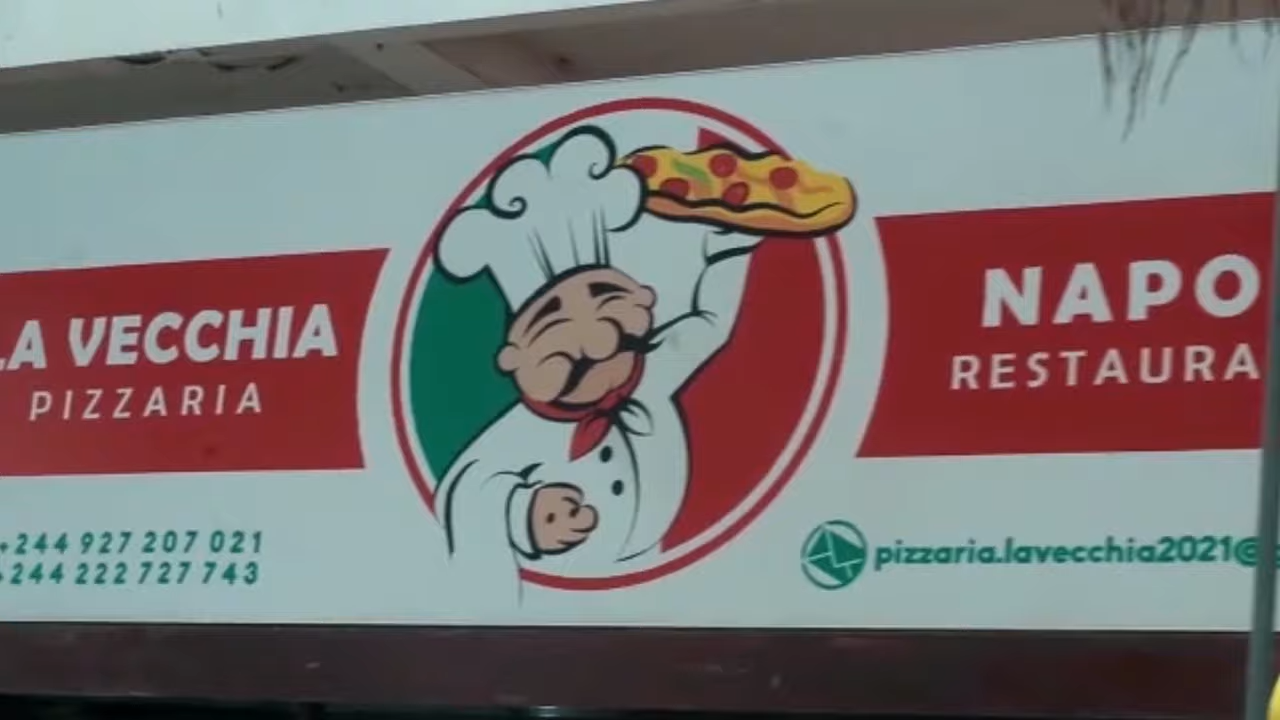 LA VECCHIA
PIZZARIA
NAPO
RESTAURA
+244 927 207 021
+244 222 727 743
pizzaria.lavecchia2021@